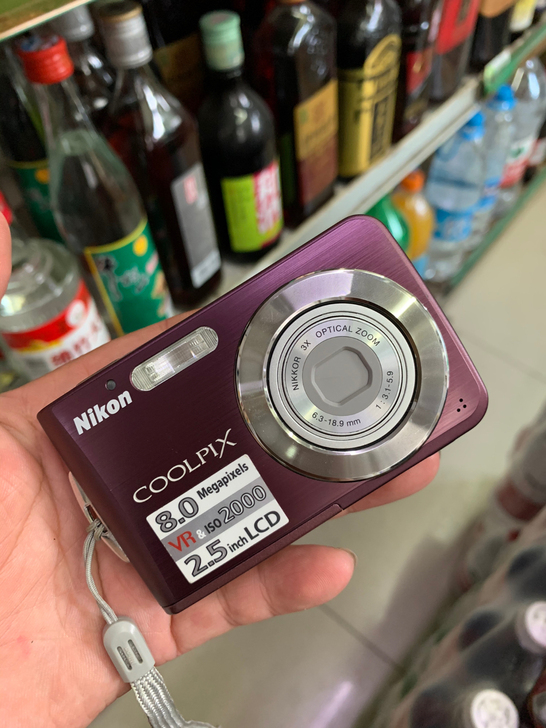 Nikon
COOLPIX
8.0 Megapixels
VR & ISO 2000
2.5 inch LCD
NIKKOR 3X OPTICAL ZOOM
6.3-18.9 mm 1:3.1-5.9